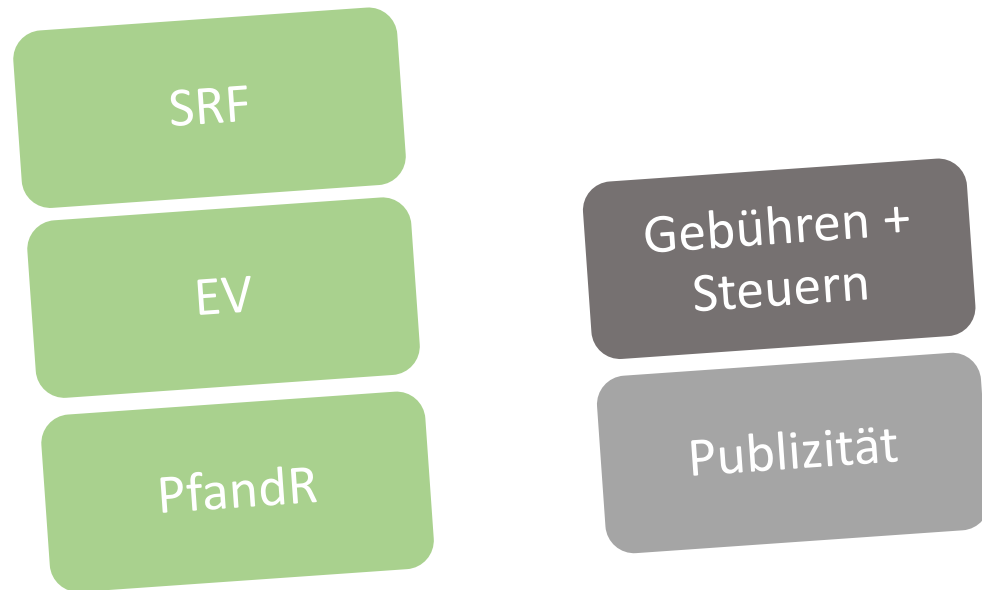 SRF
EV
PfandR
Gebühren +
Steuern
Publizität